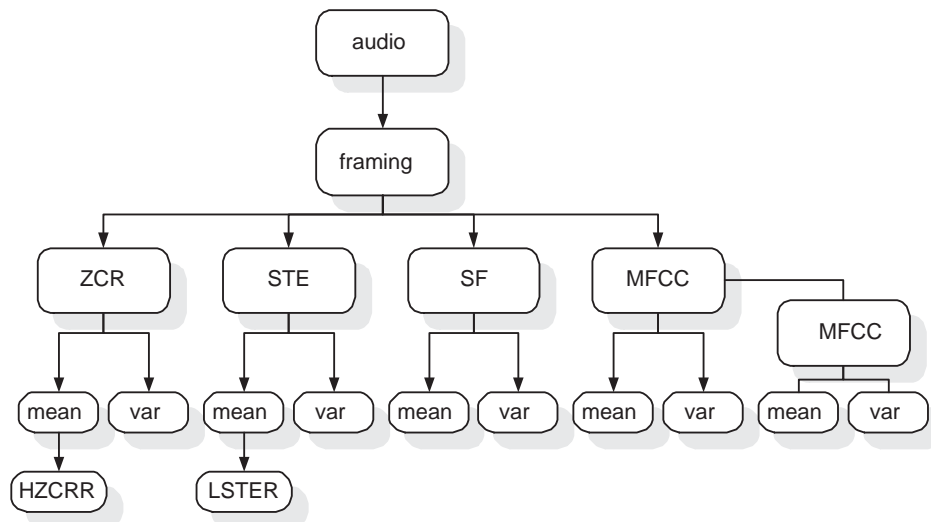 audio
framing
ZCR
STE
SF
MFCC
MFCC
mean
var
mean
var
mean
var
mean
var
mean
var
HZCRR
LSTER